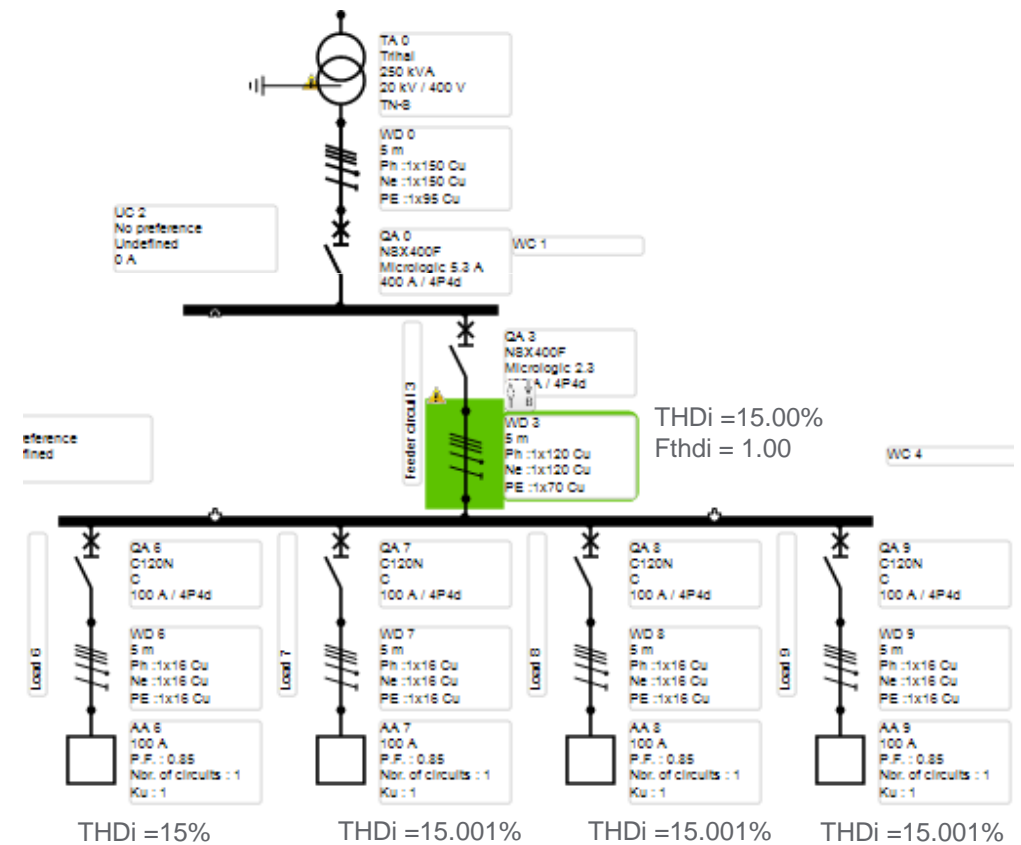 TA 0
Trihal
250 kVA
20 kV / 400 V
TN-S
WD 0
5 m
Ph :1x150 Cu
Ne :1x150 Cu
PE :1x95 Cu
UC 2
No preference
Undefined
0 A
QA 0
NSX400F
Micrologic 5.3 A
400 A / 4P4d
WC 1
Feeder circuit 3
QA 3
NSX400F
Micrologic 2.3
A / 4P4d
WD 3
5 m
Ph :1x120 Cu
Ne :1x120 Cu
PE :1x70 Cu
THDi =15.00%
Fthdi = 1.00
eference
fined
WC 4
Load 6
QA 6
C120N
C
100 A / 4P4d
WD 6
5 m
Ph :1x16 Cu
Ne :1x16 Cu
PE :1x16 Cu
AA 6
100 A
P.F. : 0.85
Nbr. of circuits : 1
Ku : 1
THDi =15%
Load 7
QA 7
C120N
C
100 A / 4P4d
WD 7
5 m
Ph :1x16 Cu
Ne :1x16 Cu
PE :1x16 Cu
AA 7
100 A
P.F. : 0.85
Nbr. of circuits : 1
Ku : 1
THDi =15.001%
Load 8
QA 8
C120N
C
100 A / 4P4d
WD 8
5 m
Ph :1x16 Cu
Ne :1x16 Cu
PE :1x16 Cu
AA 8
100 A
P.F. : 0.85
Nbr. of circuits : 1
Ku : 1
THDi =15.001%
Load 9
QA 9
C120N
C
100 A / 4P4d
WD 9
5 m
Ph :1x16 Cu
Ne :1x16 Cu
PE :1x16 Cu
AA 9
100 A
P.F. : 0.85
Nbr. of circuits : 1
Ku : 1
THDi =15.001%